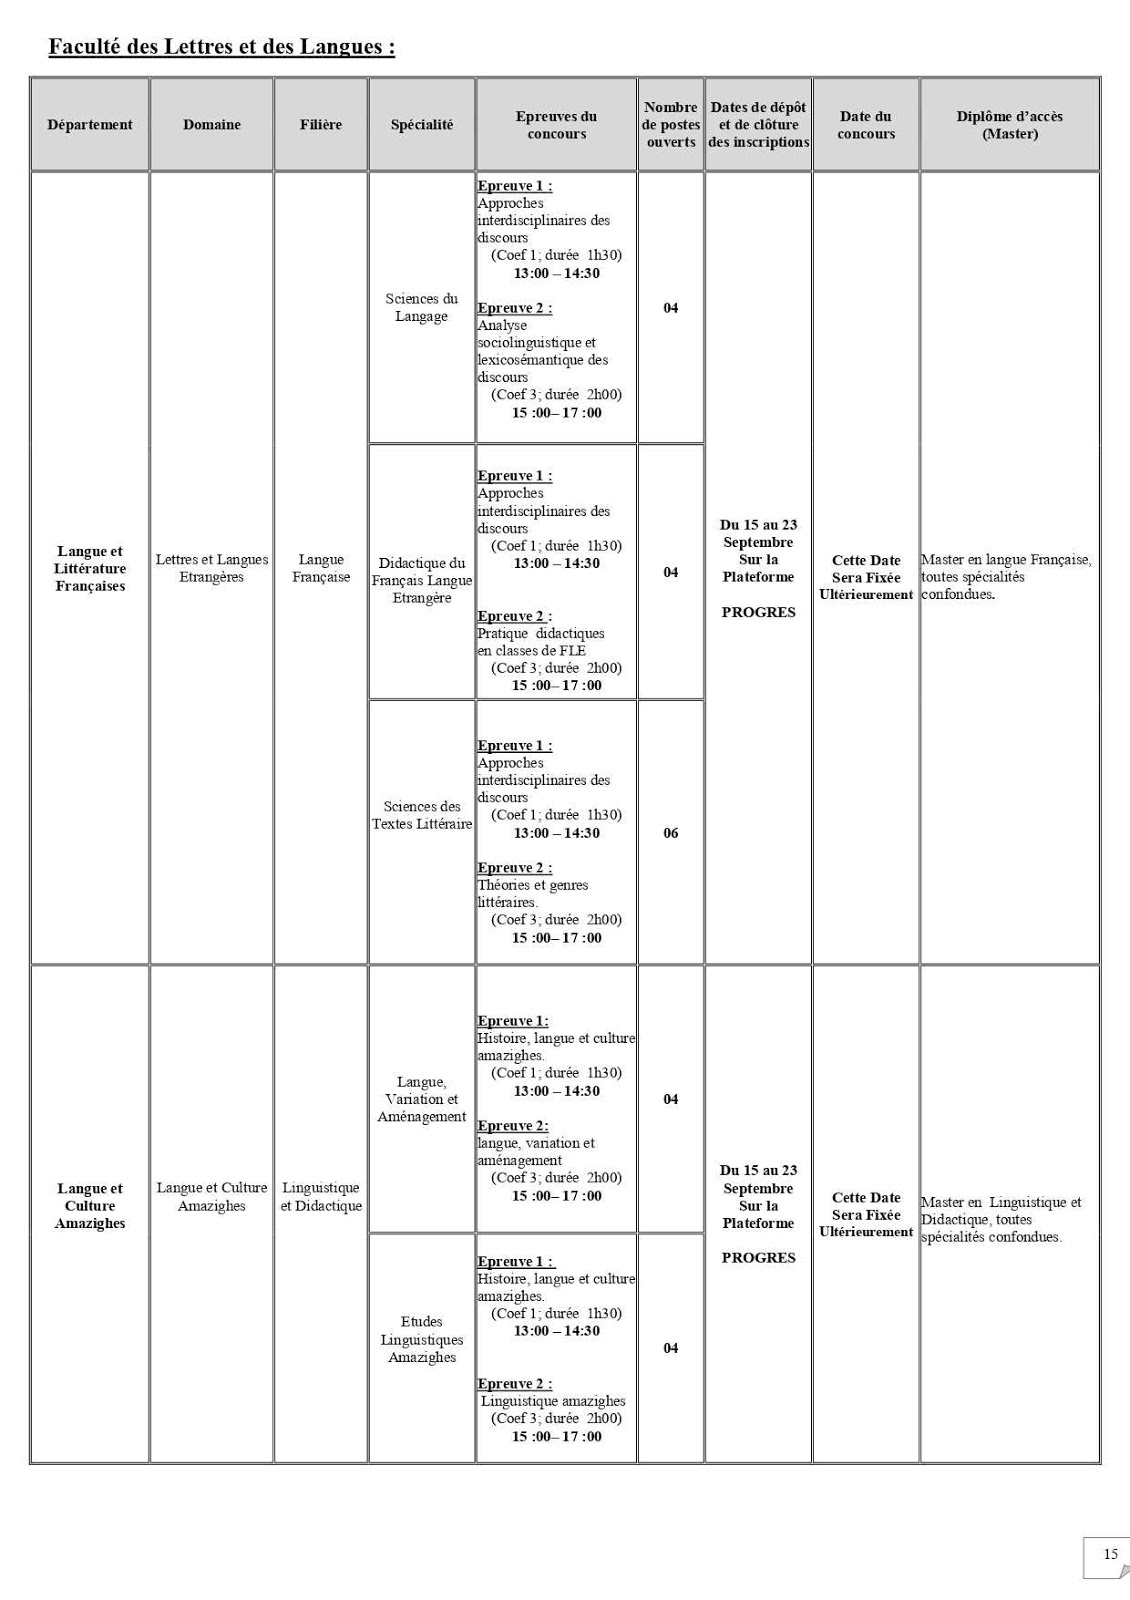 Faculté des Lettres et des Langues :
Département
Domaine
Filière
Spécialité
Epreuves du
concours
Nombre
de postes
ouverts
Dates de dépôt
et de clôture
des inscriptions
Date du
concours
Diplôme d’accès
(Master)
Langue et
Littérature
Françaises
Lettres et Langues
Etrangères
Langue
Française
Sciences du
Langage
Epreuve 1 :
Approches
interdisciplinaires des
discours
(Coef 1; durée 1h30)
13:00 – 14:30
Epreuve 2 :
Analyse
sociolinguistique et
lexicosémantique des
discours
(Coef 3; durée 2h00)
15 :00– 17 :00
04
Didactique du
Français Langue
Etrangère
Epreuve 1 :
Approches
interdisciplinaires des
discours
(Coef 1; durée 1h30)
13:00 – 14:30
Epreuve 2 :
Pratique didactiques
en classes de FLE
(Coef 3; durée 2h00)
15 :00– 17 :00
04
Sciences des
Textes Littéraire
Epreuve 1 :
Approches
interdisciplinaires des
discours
(Coef 1; durée 1h30)
13:00 – 14:30
Epreuve 2 :
Théories et genres
littéraires.
(Coef 3; durée 2h00)
15 :00– 17 :00
06
Du 15 au 23
Septembre
Sur la
Plateforme
PROGRES
Cette Date
Sera Fixée
Ultérieurement
Master en langue Française,
toutes spécialités
confondues.
Langue et
Culture
Amazighes
Langue et Culture
Amazighes
Linguistique
et Didactique
Langue,
Variation et
Aménagement
Epreuve 1:
Histoire, langue et culture
amazighes.
(Coef 1; durée 1h30)
13:00 – 14:30
Epreuve 2:
langue, variation et
aménagement
(Coef 3; durée 2h00)
15 :00– 17 :00
04
Etudes
Linguistiques
Amazighes
Epreuve 1 :
Histoire, langue et culture
amazighes.
(Coef 1; durée 1h30)
13:00 – 14:30
Epreuve 2 :
Linguistique amazighes
(Coef 3; durée 2h00)
15 :00– 17 :00
04
Du 15 au 23
Septembre
Sur la
Plateforme
PROGRES
Cette Date
Sera Fixée
Ultérieurement
Master en Linguistique et
Didactique, toutes
spécialités confondues.
15